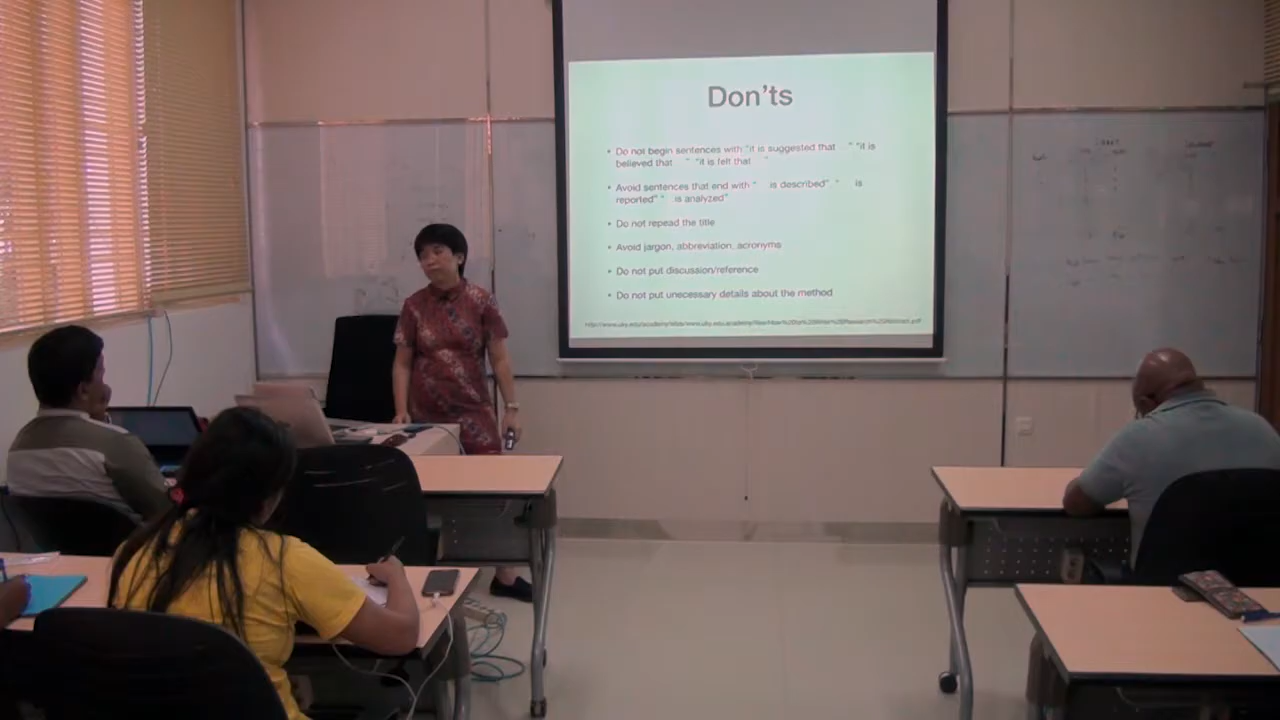 Don'ts
• Do not begin sentences with "it is suggested that ..." "it is
believed that ..." "it is felt that ..."
• Avoid sentences that end with "... is described" "... is
reported" "... is analyzed"
• Do not repead the title
• Avoid jargon, abbreviation, acronyms
• Do not put discussion/reference
• Do not put unecessary details about the method